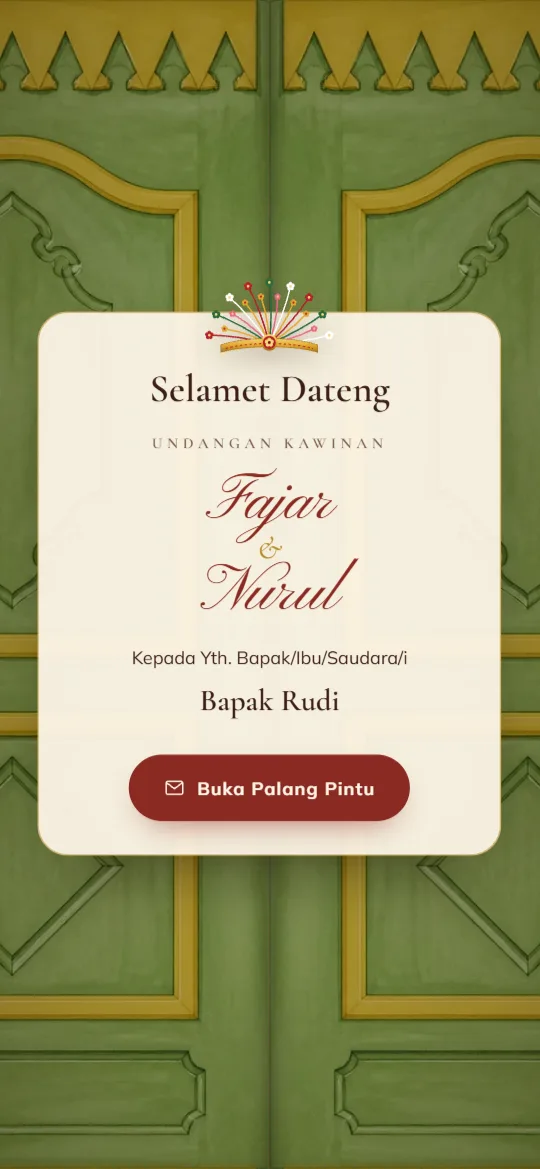 Selamet Dateng
UNDANGAN KAWINAN
Fajar
&
Nurul
Kepada Yth. Bapak/Ibu/Saudara/i
Bapak Rudi
Buka Palang Pintu